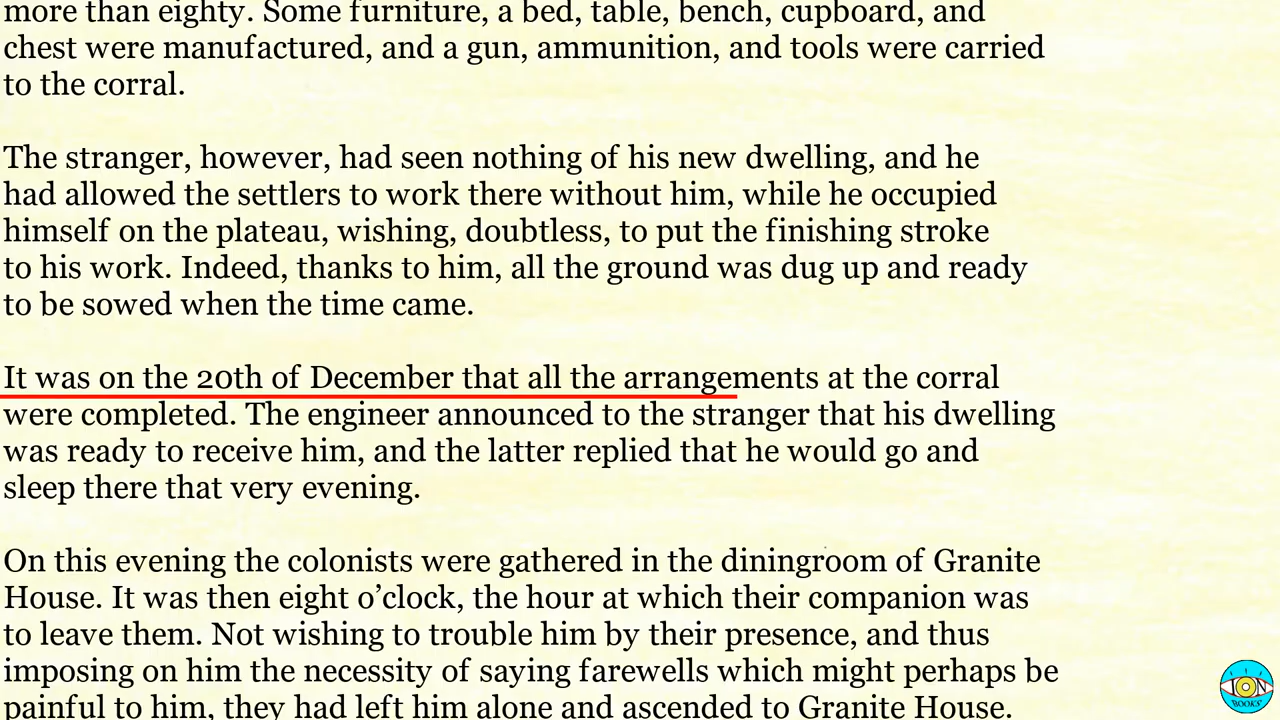 more than eighty. Some furniture, a bed, table, bench, cupboard, and
chest were manufactured, and a gun, ammunition, and tools were carried
to the corral.
The stranger, however, had seen nothing of his new dwelling, and he
had allowed the settlers to work there without him, while he occupied
himself on the plateau, wishing, doubtless, to put the finishing stroke
to his work. Indeed, thanks to him, all the ground was dug up and ready
to be sowed when the time came.
It was on the 20th of December that all the arrangements at the corral
were completed. The engineer announced to the stranger that his dwelling
was ready to receive him, and the latter replied that he would go and
sleep there that very evening.
On this evening the colonists were gathered in the diningroom of Granite
House. It was then eight o’clock, the hour at which their companion was
to leave them. Not wishing to trouble him by their presence, and thus
imposing on him the necessity of saying farewells which might perhaps be
painful to him, they had left him alone and ascended to Granite House.
ION
BOOKS